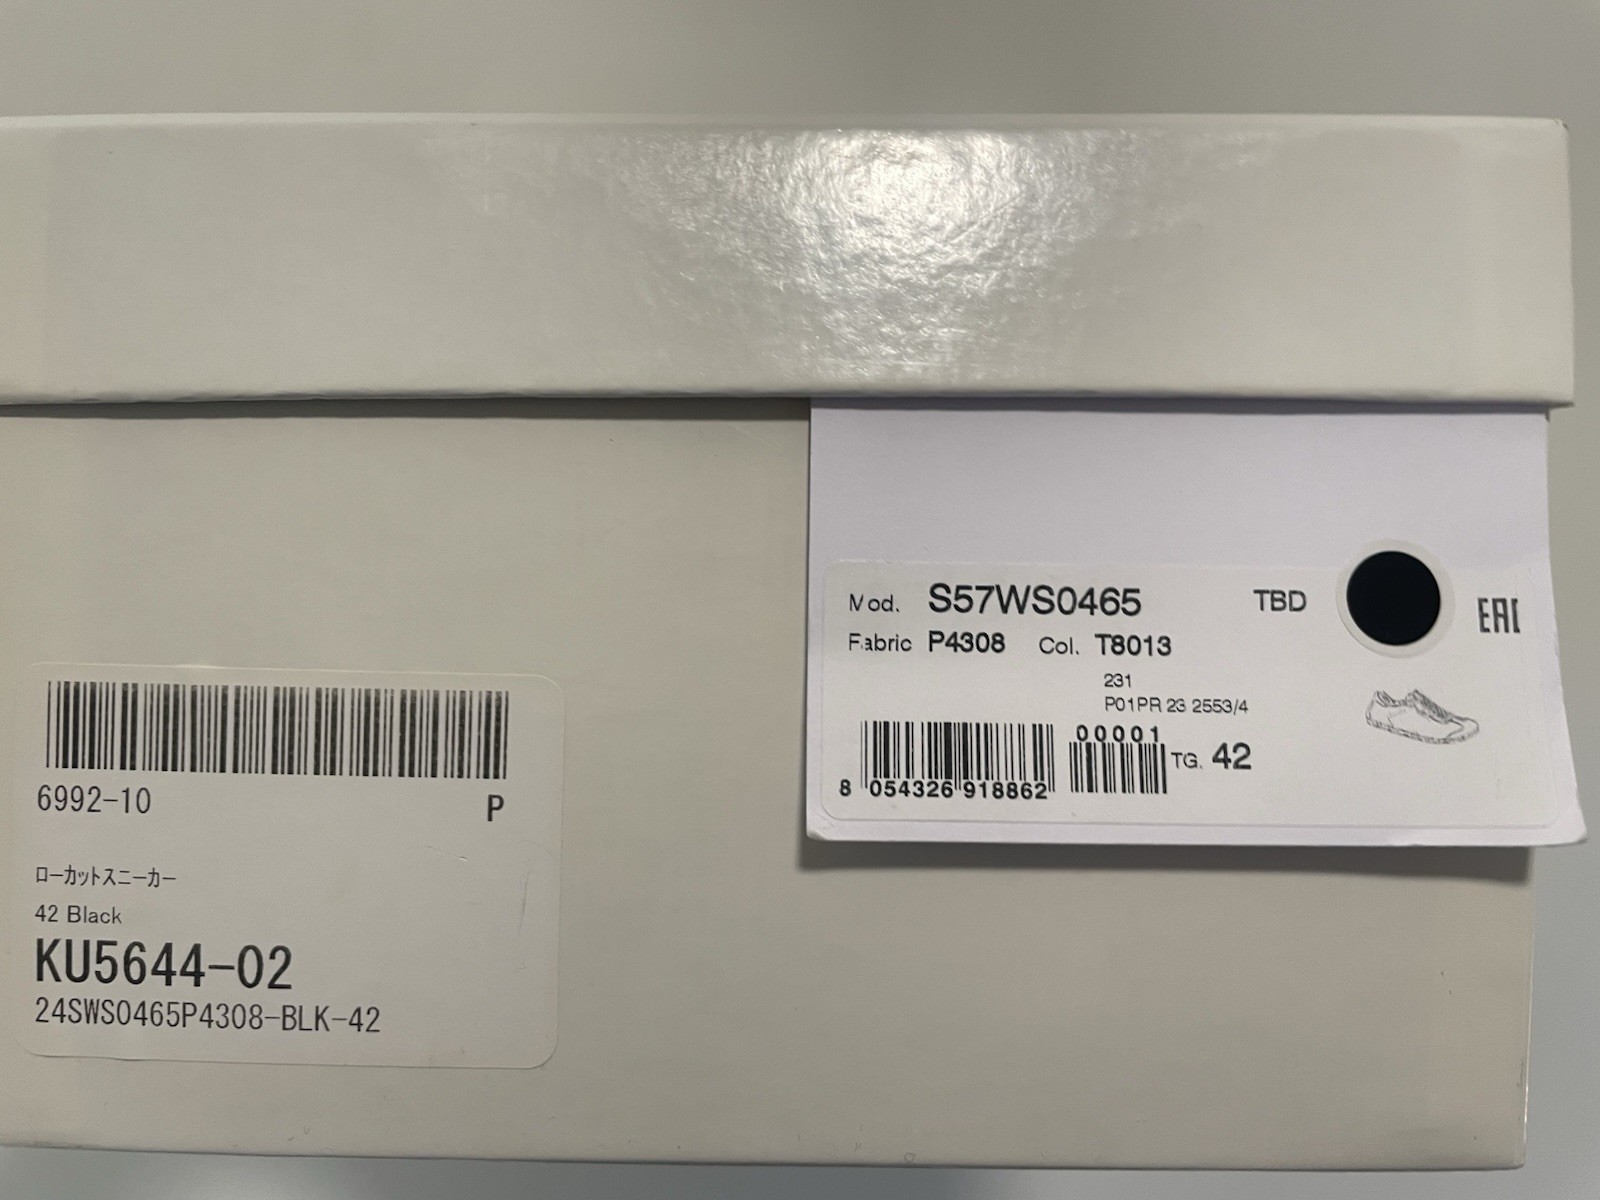 Mod. S57WS0465 TBD EAC
Fabric P4308 Col. T8013
231
P01PR 23 2553/4
00001
TG. 42
8 054326 918862
6992-10
P
ローカットスニーカー
42 Black
KU5644-02
24SWS0465P4308-BLK-42